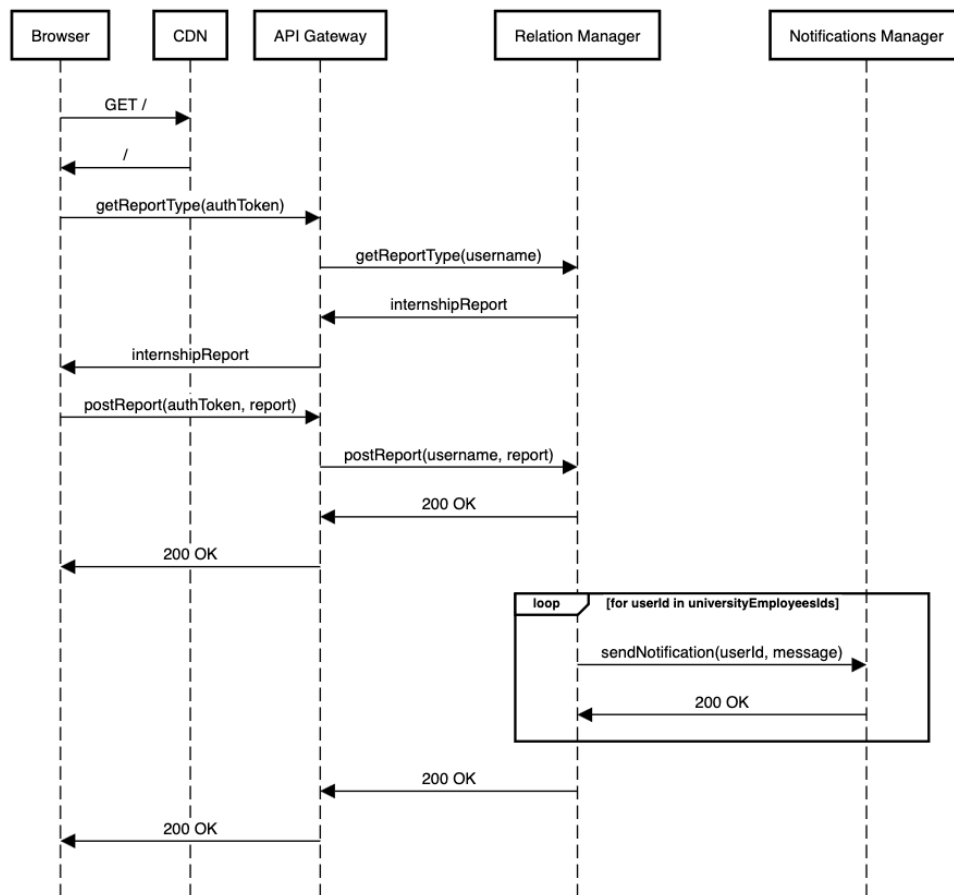 Browser
CDN
API Gateway
Relation Manager
Notifications Manager
GET /
/
getReportType(authToken)
getReportType(username)
internshipReport
internshipReport
postReport(authToken, report)
postReport(username, report)
200 OK
200 OK
loop
[for userId in universityEmployeesIds]
sendNotification(userId, message)
200 OK
200 OK
200 OK